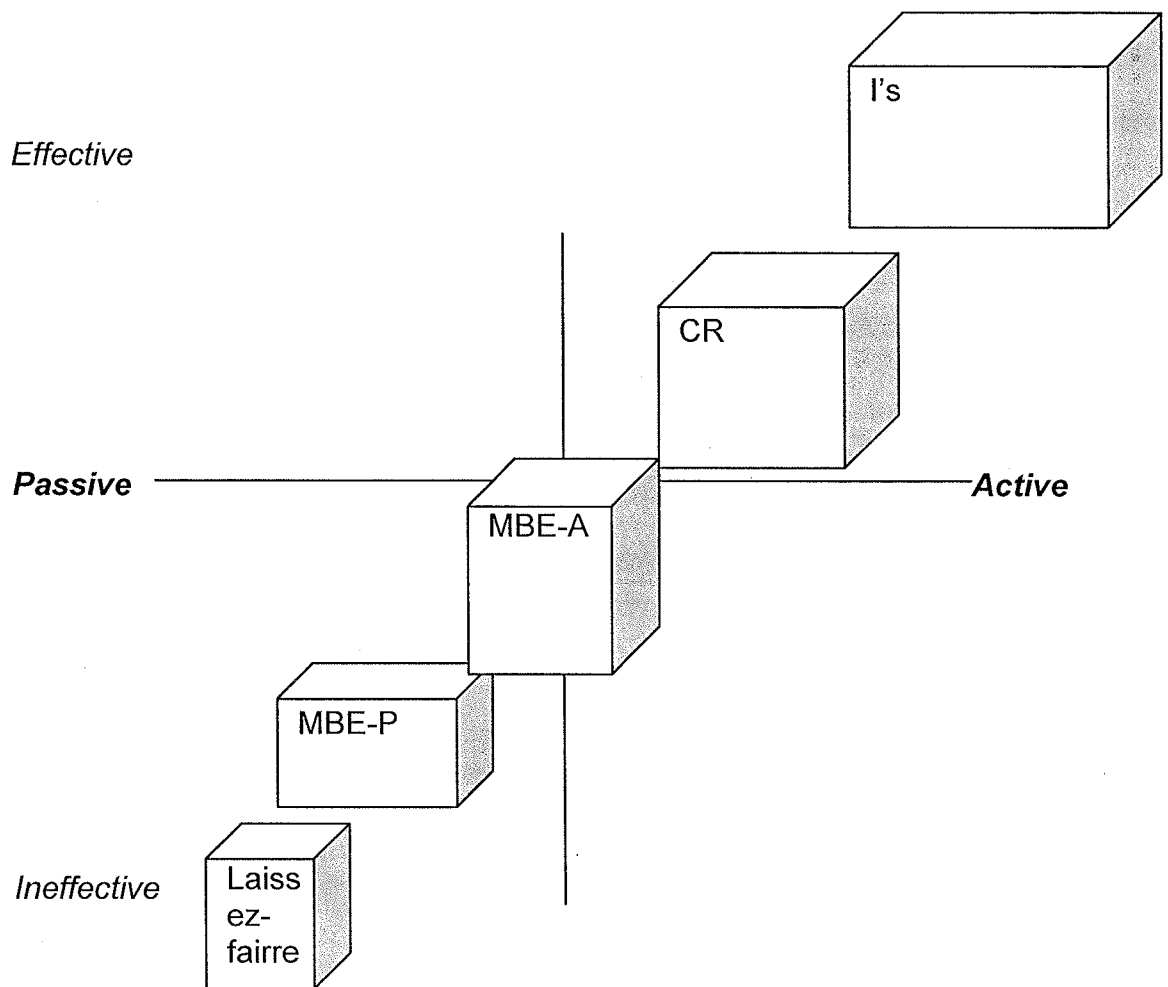 I's
Effective
CR
Passive
Active
MBE-A
MBE-P
Ineffective
Laiss
ez-
fairre